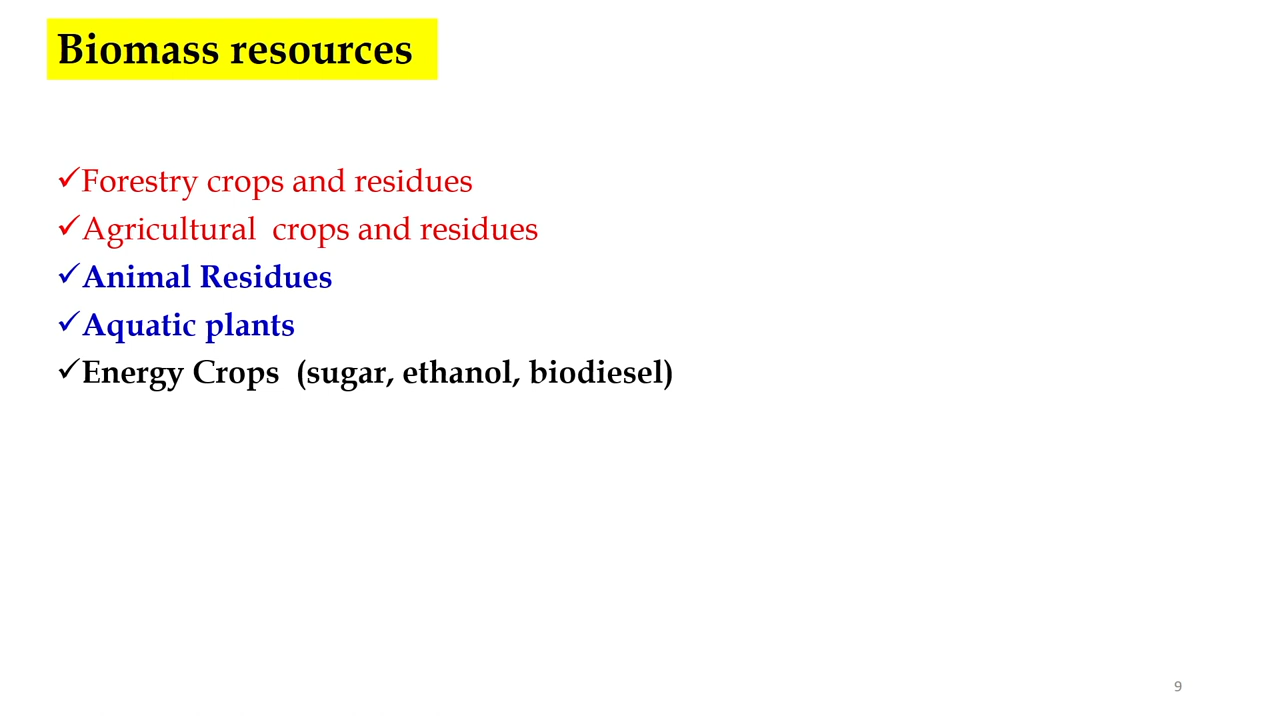 Biomass resources
✓Forestry crops and residues
✓Agricultural  crops and residues
✓Animal Residues
✓Aquatic plants
✓Energy Crops  (sugar, ethanol, biodiesel)
9